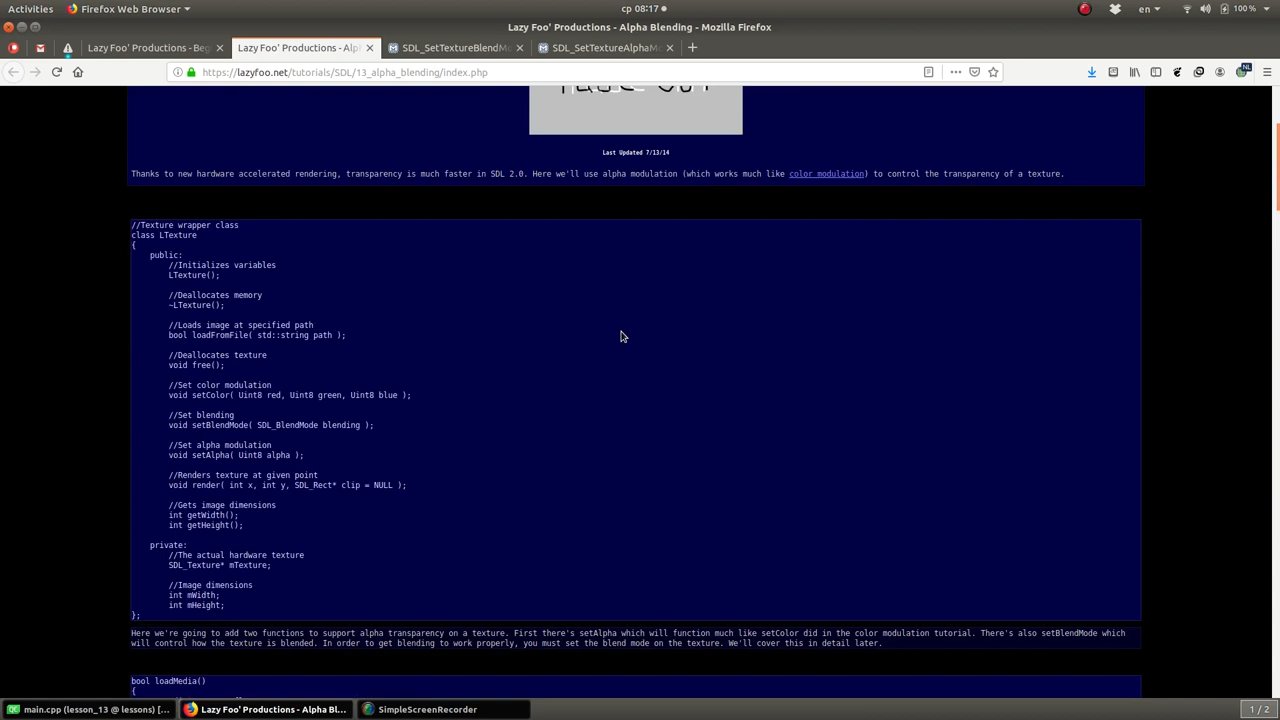 Activities Firefox Web Browser ср 08:17 en 100 %
Lazy Foo' Productions - Alpha Blending - Mozilla Firefox
Lazy Foo' Productions - Beg Lazy Foo' Productions - Alp SDL_SetTextureBlendM SDL_SetTextureAlphaM
https://lazyfoo.net/tutorials/SDL/13_alpha_blending/index.php NL
Last Updated 7/13/14
Thanks to new hardware accelerated rendering, transparency is much faster in SDL 2.0. Here we'll use alpha modulation (which works much like color modulation) to control the transparency of a texture.
//Texture wrapper class
class LTexture
{
public:
//Initializes variables
LTexture();
//Deallocates memory
~LTexture();
//Loads image at specified path
bool loadFromFile( std::string path );
//Deallocates texture
void free();
//Set color modulation
void setColor( Uint8 red, Uint8 green, Uint8 blue );
//Set blending
void setBlendMode( SDL_BlendMode blending );
//Set alpha modulation
void setAlpha( Uint8 alpha );
//Renders texture at given point
void render( int x, int y, SDL_Rect* clip = NULL );
//Gets image dimensions
int getWidth();
int getHeight();
private:
//The actual hardware texture
SDL_Texture* mTexture;
//Image dimensions
int mWidth;
int mHeight;
};
Here we're going to add two functions to support alpha transparency on a texture. First there's setAlpha which will function much like setColor did in the color modulation tutorial. There's also setBlendMode which
will control how the texture is blended. In order to get blending to work properly, you must set the blend mode on the texture. We'll cover this in detail later.
bool loadMedia()
{
main.cpp (lesson_13 @ lessons) [... Lazy Foo' Productions - Alpha Bl... SimpleScreenRecorder 1 / 2